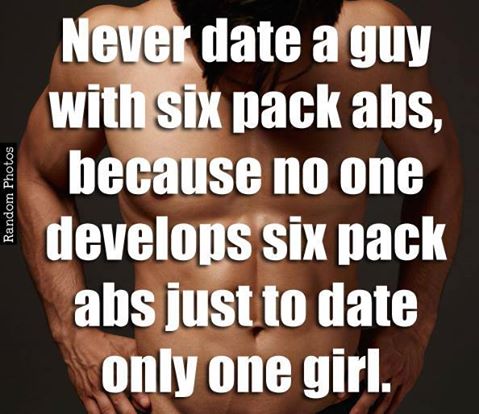 Never date a guy
with six pack abs,
because no one
develops six pack
abs just to date
only one girl.
Random Photos